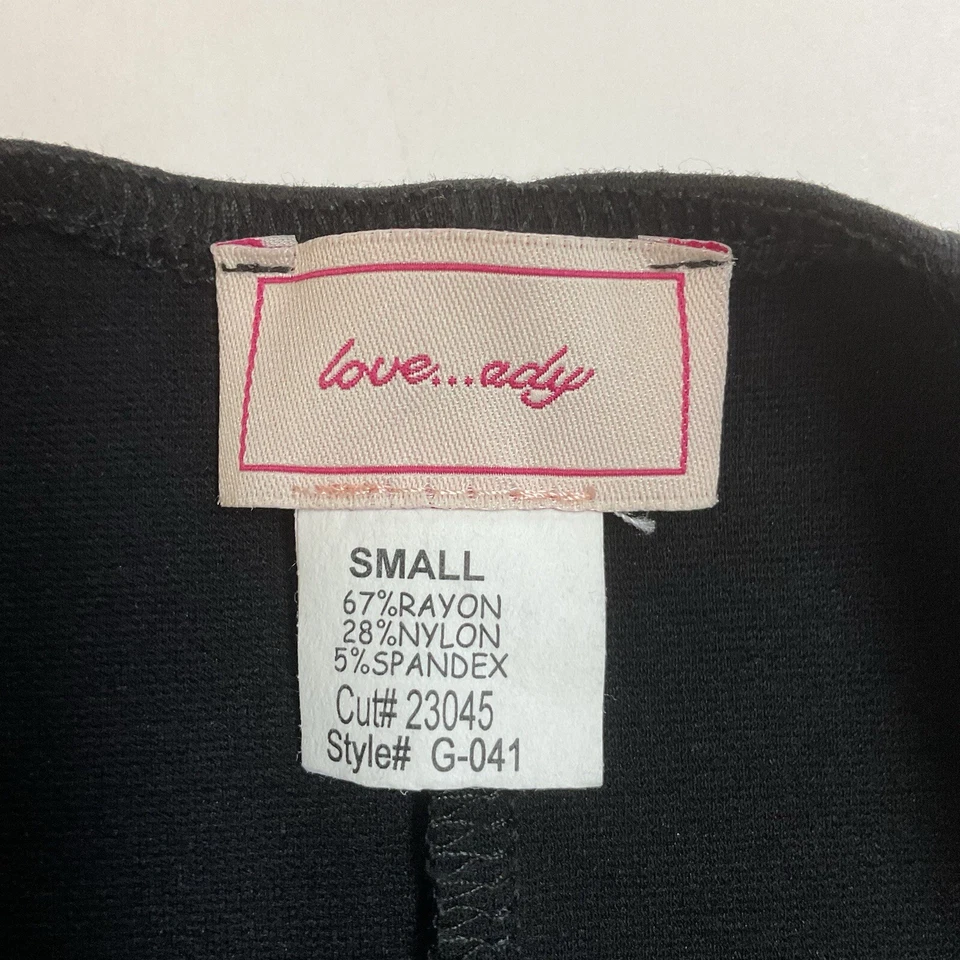 love...ady
SMALL
67%RAYON
28%NYLON
5%SPANDEX
Cut# 23045
Style# G-041